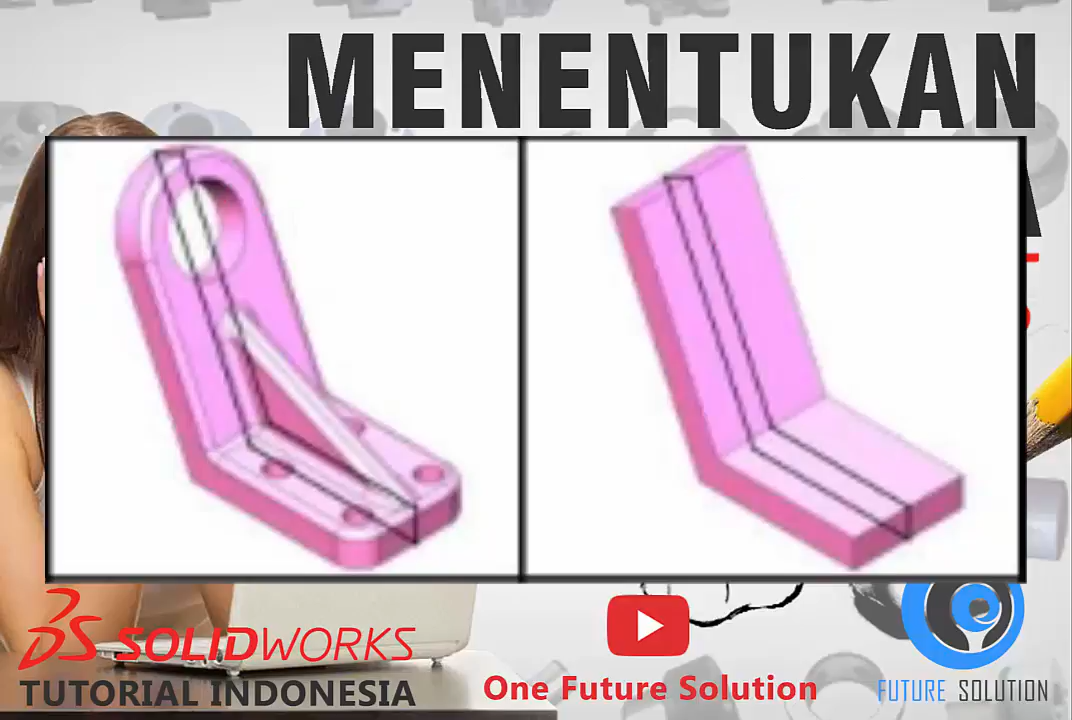 MENENTUKAN
SOLIDWORKS
TUTORIAL INDONESIA
One Future Solution
FUTURE SOLUTION